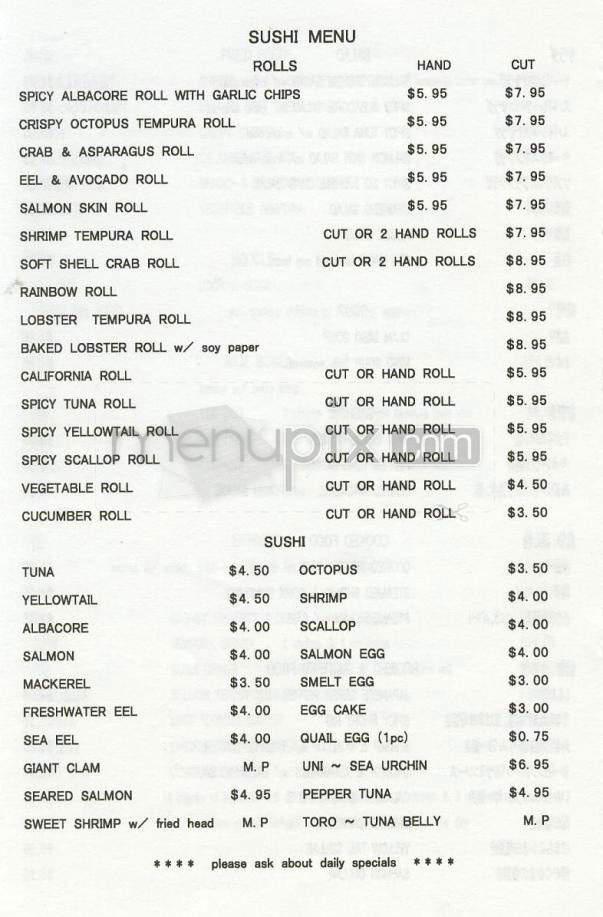 SUSHI MENU
ROLLS HAND CUT
SPICY ALBACORE ROLL WITH GARLIC CHIPS $5.95 $7.95
CRISPY OCTOPUS TEMPURA ROLL $5.95 $7.95
CRAB & ASPARAGUS ROLL $5.95 $7.95
EEL & AVOCADO ROLL $5.95 $7.95
SALMON SKIN ROLL $5.95 $7.95
SHRIMP TEMPURA ROLL CUT OR 2 HAND ROLLS $7.95
SOFT SHELL CRAB ROLL CUT OR 2 HAND ROLLS $8.95
RAINBOW ROLL $8.95
LOBSTER TEMPURA ROLL $8.95
BAKED LOBSTER ROLL w/ soy paper $8.95
CALIFORNIA ROLL CUT OR HAND ROLL $5.95
SPICY TUNA ROLL CUT OR HAND ROLL $5.95
SPICY YELLOWTAIL ROLL CUT OR HAND ROLL $5.95
SPICY SCALLOP ROLL CUT OR HAND ROLL $5.95
VEGETABLE ROLL CUT OR HAND ROLL $4.50
CUCUMBER ROLL CUT OR HAND ROLL $3.50
menupix.com
SUSHI
TUNA $4.50 OCTOPUS $3.50
YELLOWTAIL $4.50 SHRIMP $4.00
ALBACORE $4.00 SCALLOP $4.00
SALMON $4.00 SALMON EGG $4.00
MACKEREL $3.50 SMELT EGG $3.00
FRESHWATER EEL $4.00 EGG CAKE $3.00
SEA EEL $4.00 QUAIL EGG (1pc) $0.75
GIANT CLAM M.P UNI ~ SEA URCHIN $6.95
SEARED SALMON $4.95 PEPPER TUNA $4.95
SWEET SHRIMP w/ fried head M.P TORO ~ TUNA BELLY M.P
**** please ask about daily specials ****